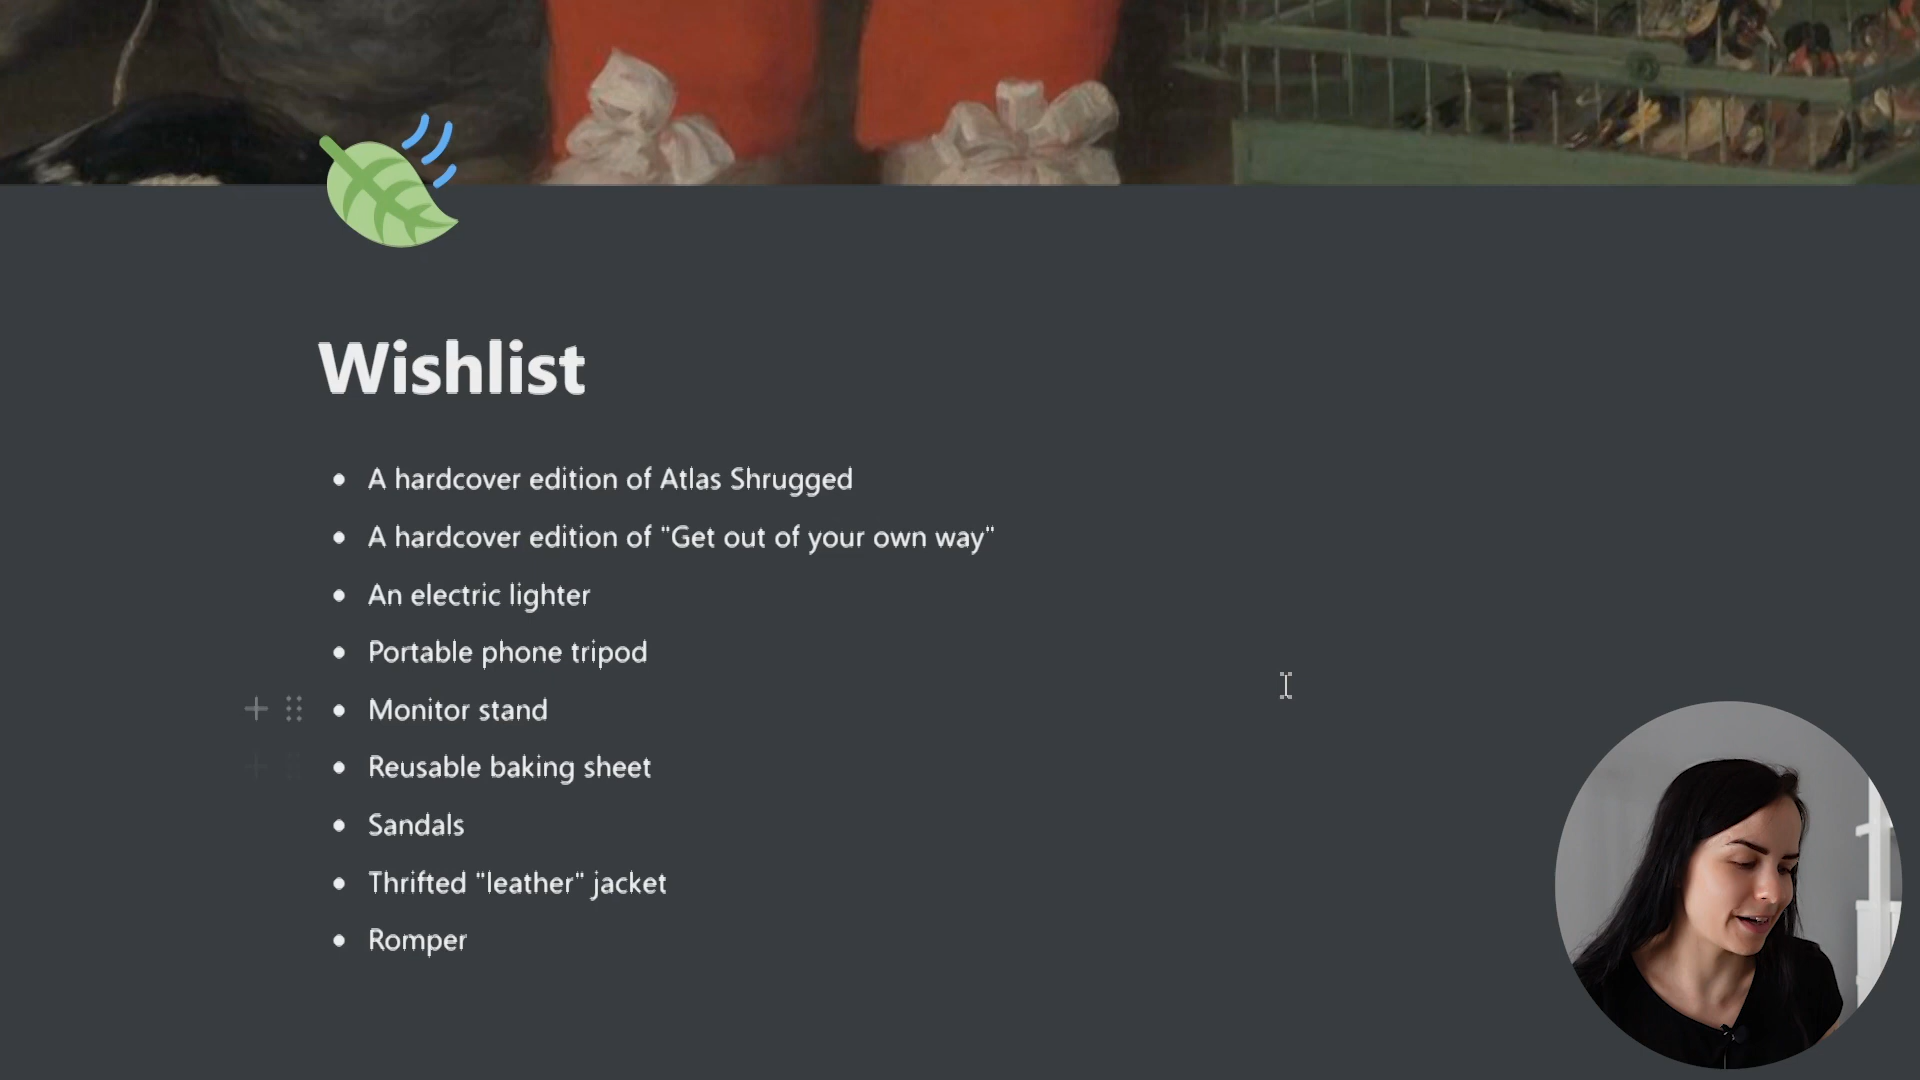 Wishlist
A hardcover edition of Atlas Shrugged
A hardcover edition of "Get out of your own way"
An electric lighter
Portable phone tripod
Monitor stand
Reusable baking sheet
Sandals
Thrifted "leather" jacket
Romper